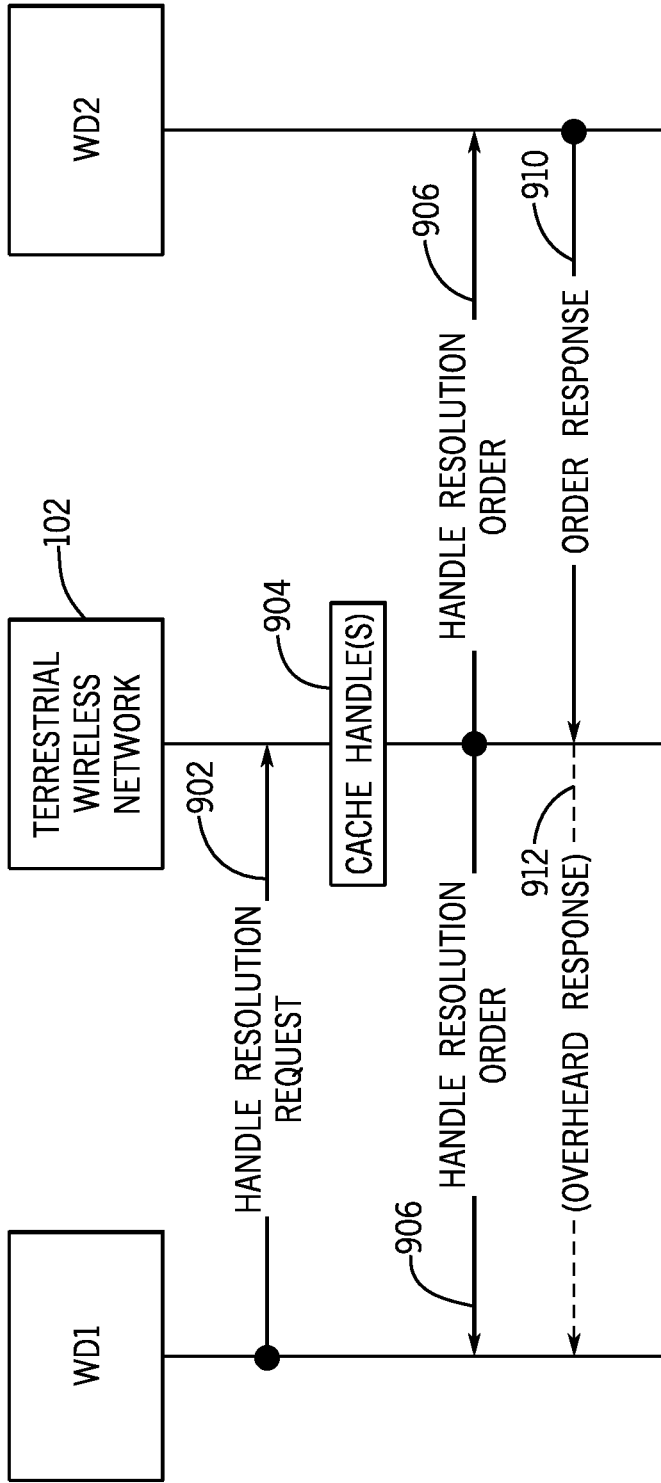 WD1
TERRESTRIAL
WIRELESS
NETWORK
102
WD2
HANDLE RESOLUTION
REQUEST
902
CACHE HANDLE(S)
904
906
HANDLE RESOLUTION
ORDER
HANDLE RESOLUTION
ORDER
906
(OVERHEARD RESPONSE)
912
ORDER RESPONSE
910